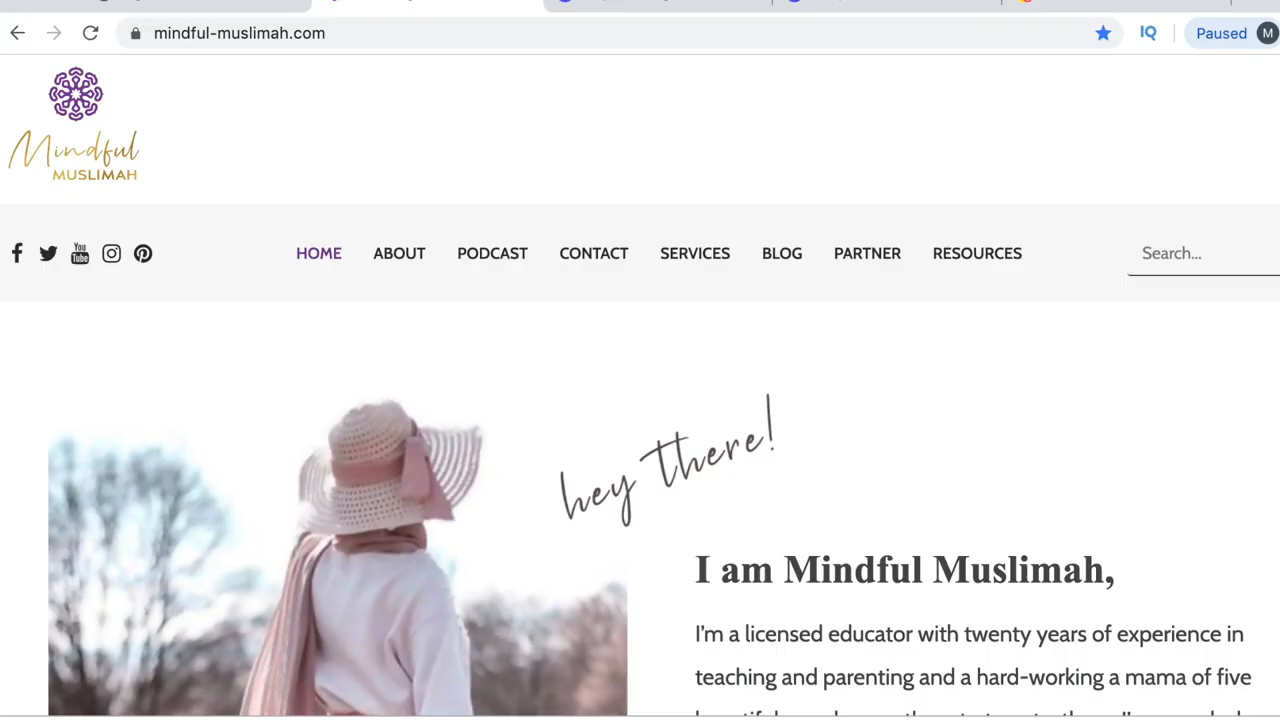 mindful-muslimah.com
IQ
Paused
M
Mindful
MUSLIMAH
You
Tube
HOME ABOUT PODCAST CONTACT SERVICES BLOG PARTNER RESOURCES
Search...
hey there!
I am Mindful Muslimah,
I'm a licensed educator with twenty years of experience in
teaching and parenting and a hard-working a mama of five